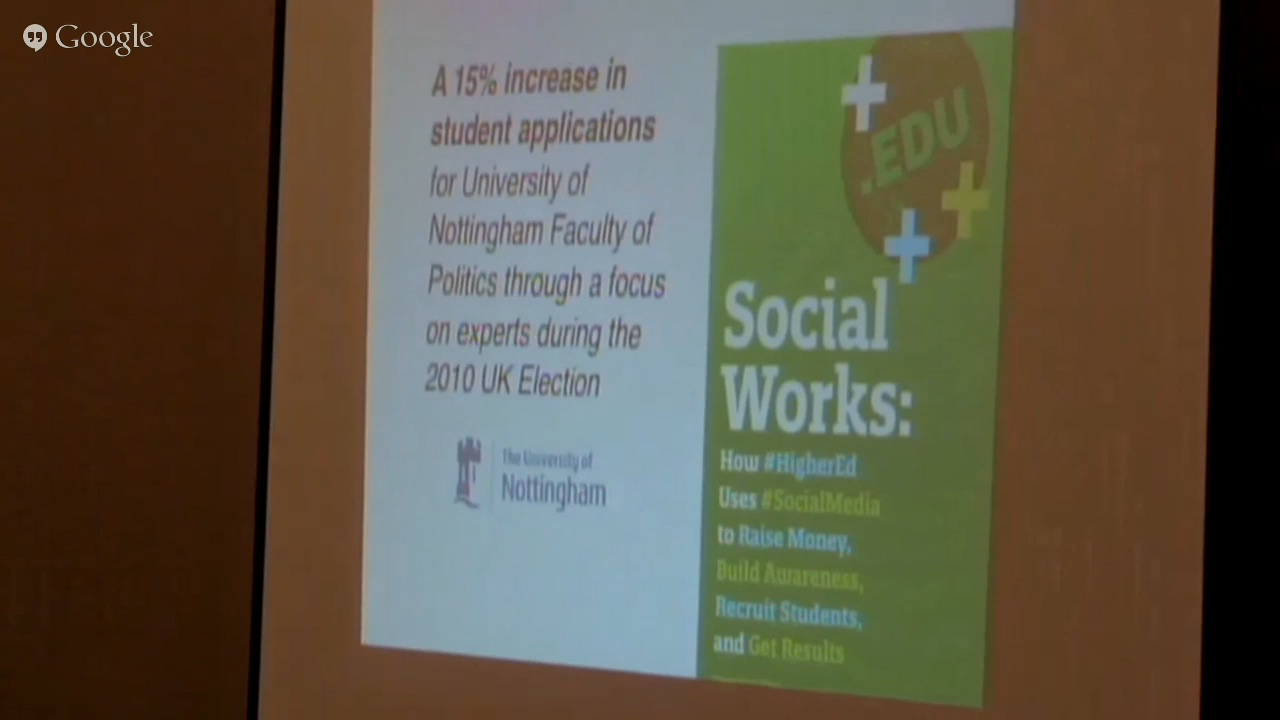 Google
A 15% increase in
student applications
for University of
Nottingham Faculty of
Politics through a focus
on experts during the
2010 UK Election
The University of
Nottingham
.EDU
Social
Works:
How #HigherEd
Uses #SocialMedia
to Raise Money,
Build Awareness,
Recruit Students,
and Get Results